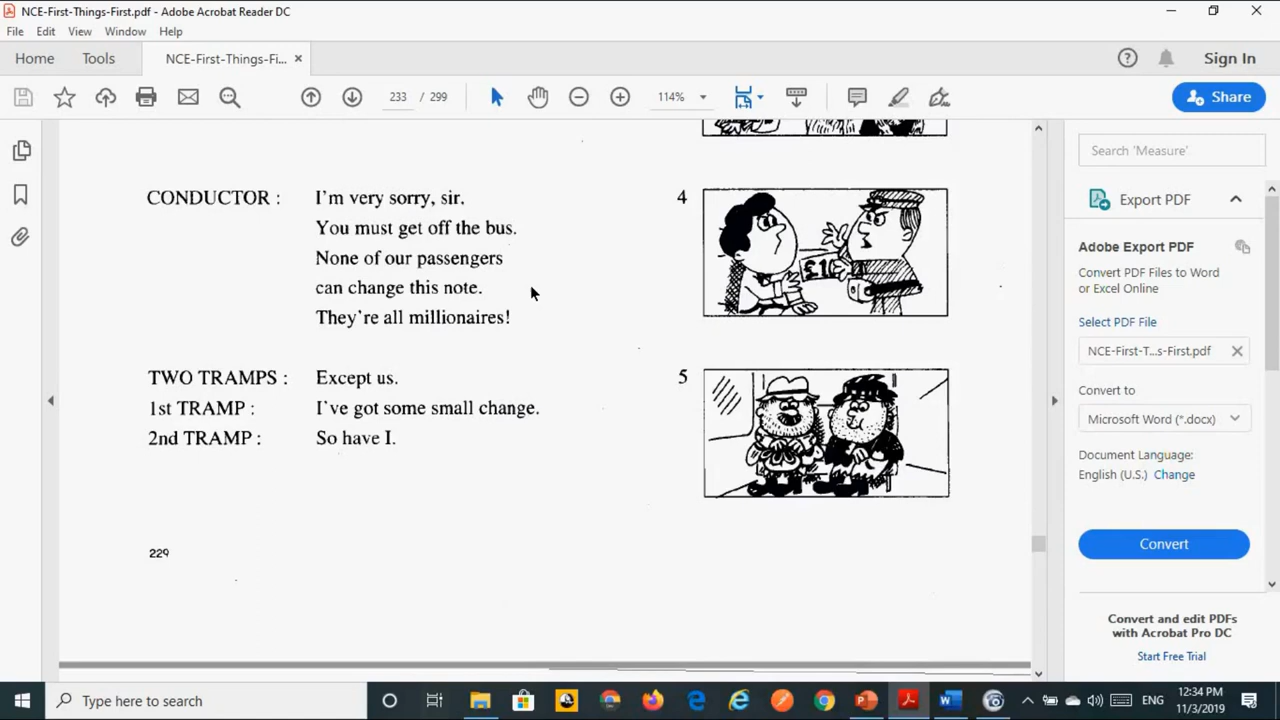 NCE-First-Things-First.pdf - Adobe Acrobat Reader DC
File Edit View Window Help
Home Tools NCE-First-Things-Fi... Sign In
233 / 299 114% Share
CONDUCTOR : I'm very sorry, sir.
You must get off the bus.
None of our passengers
can change this note.
They're all millionaires!
4
£10
TWO TRAMPS : Except us.
1st TRAMP : I've got some small change.
2nd TRAMP : So have I.
5
229
Search 'Measure'
Export PDF
Adobe Export PDF
Convert PDF Files to Word
or Excel Online
Select PDF File
NCE-First-T...s-First.pdf
Convert to
Microsoft Word (*.docx)
Document Language:
English (U.S.) Change
Convert
Convert and edit PDFs
with Acrobat Pro DC
Start Free Trial
Type here to search
ENG
12:34 PM
11/3/2019